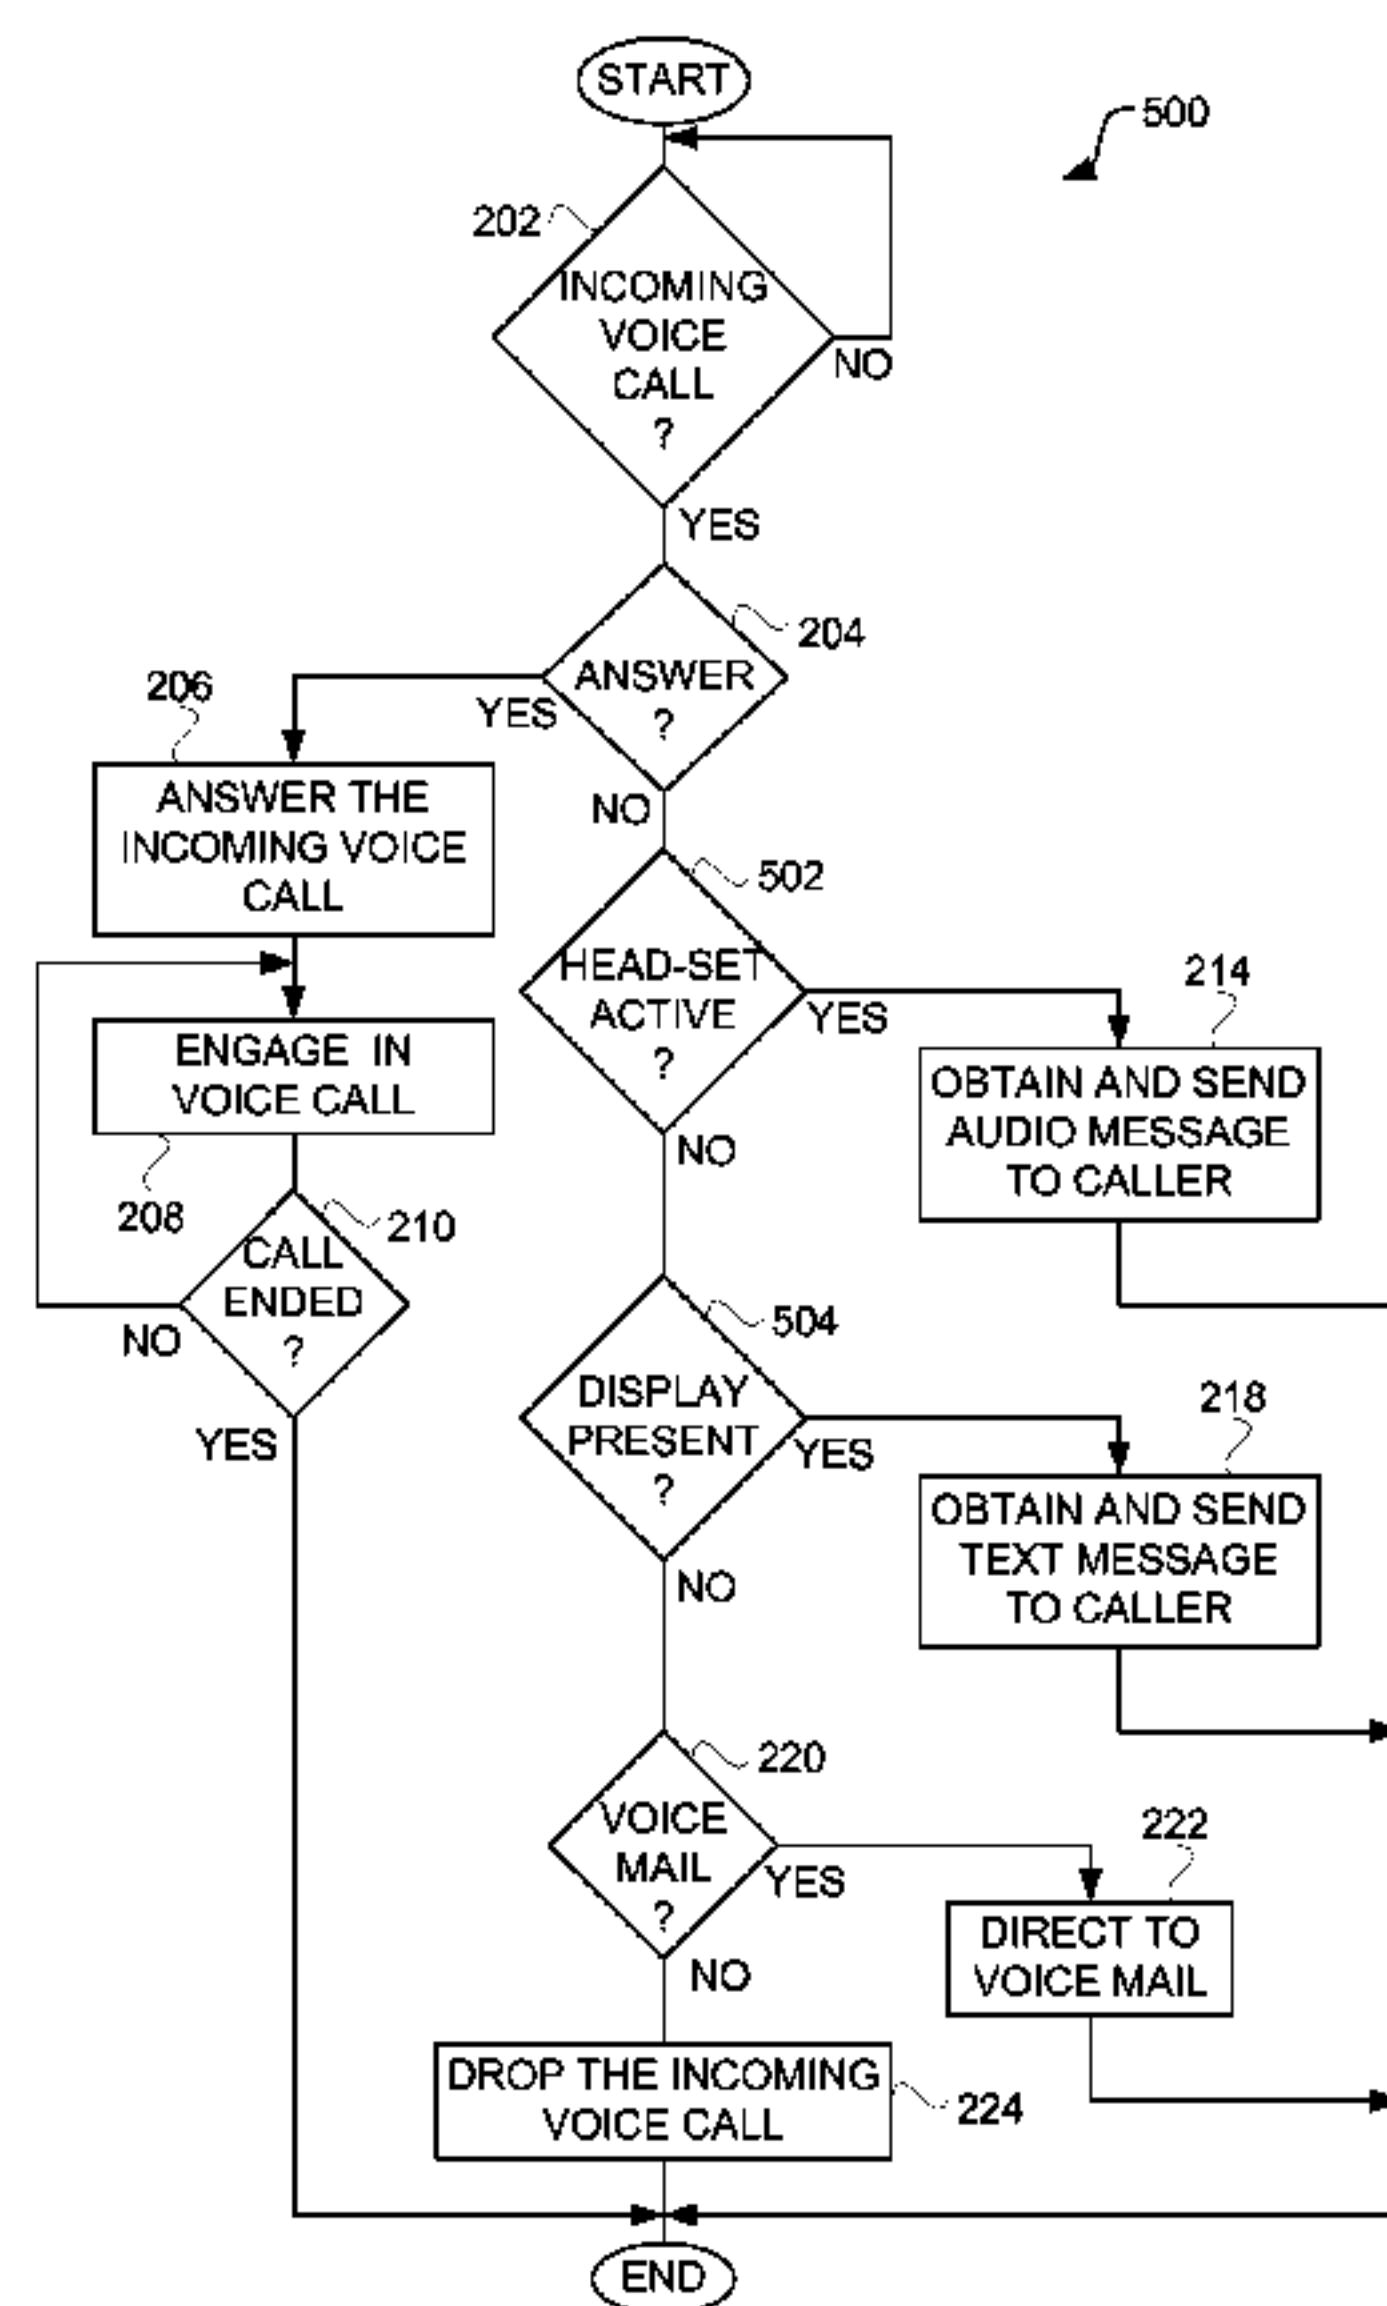 START
500
202
INCOMING
VOICE
CALL
?
NO
YES
204
ANSWER
?
YES
NO
206
ANSWER THE
INCOMING VOICE
CALL
502
HEAD-SET
ACTIVE
?
YES
NO
214
OBTAIN AND SEND
AUDIO MESSAGE
TO CALLER
ENGAGE IN
VOICE CALL
208
210
CALL
ENDED
?
NO
YES
504
DISPLAY
PRESENT
?
YES
NO
218
OBTAIN AND SEND
TEXT MESSAGE
TO CALLER
220
VOICE
MAIL
?
YES
NO
222
DIRECT TO
VOICE MAIL
DROP THE INCOMING
VOICE CALL
224
END